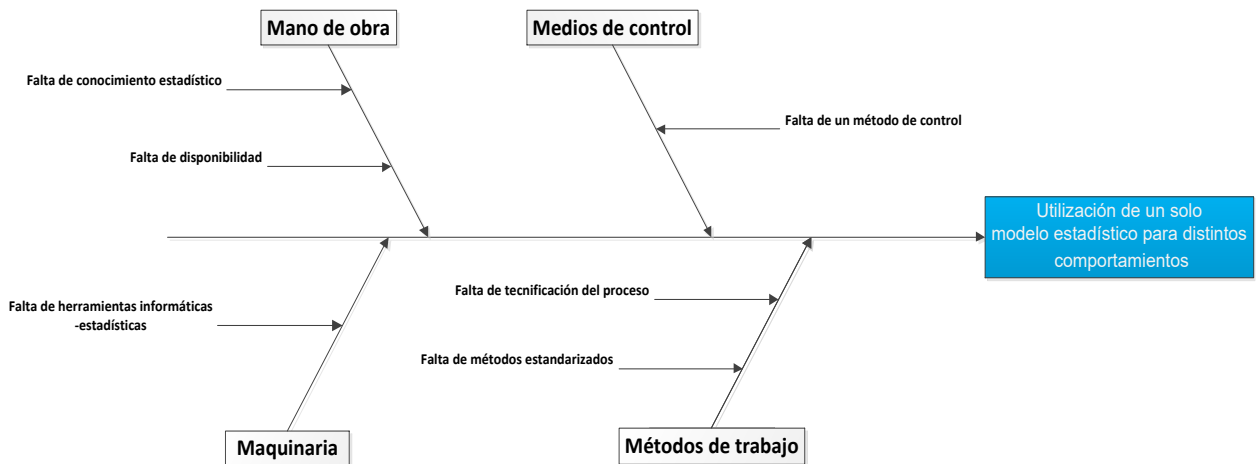 Mano de obra
Medios de control
Falta de conocimiento estadístico
Falta de un método de control
Falta de disponibilidad
Utilización de un solo
modelo estadístico para distintos
comportamientos
Falta de tecnificación del proceso
Falta de herramientas informáticas
-estadísticas
Falta de métodos estandarizados
Maquinaria
Métodos de trabajo